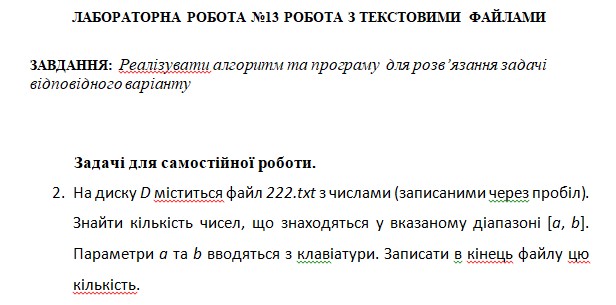 ЛАБОРАТОРНА РОБОТА №13 РОБОТА З ТЕКСТОВИМИ ФАЙЛАМИ
ЗАВДАННЯ: Реалізувати алгоритм та програму для розв’язання задачі
відповідного варіанту
Задачі для самостійної роботи.
2. На диску D міститься файл 222.txt з числами (записаними через пробіл).
Знайти кількість чисел, що знаходяться у вказаному діапазоні [a, b].
Параметри a та b вводяться з клавіатури. Записати в кінець файлу цю
кількість.